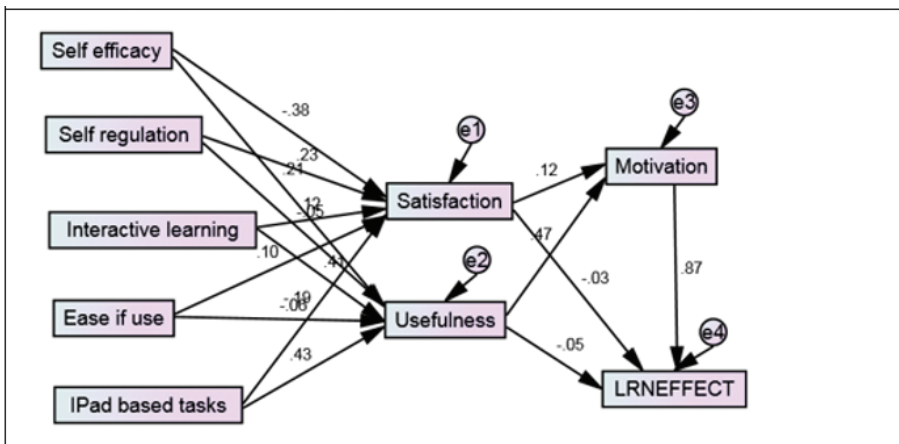 Self efficacy
-.38
e1
e3
Self regulation
.23
.21
.12
Motivation
Satisfaction
.12
-.05
Interactive learning
.10
.41
.47
e2
-.03
.87
-.19
-.06
Ease if use
Usefulness
e4
.43
-.05
IPad based tasks
LRNEFFECT